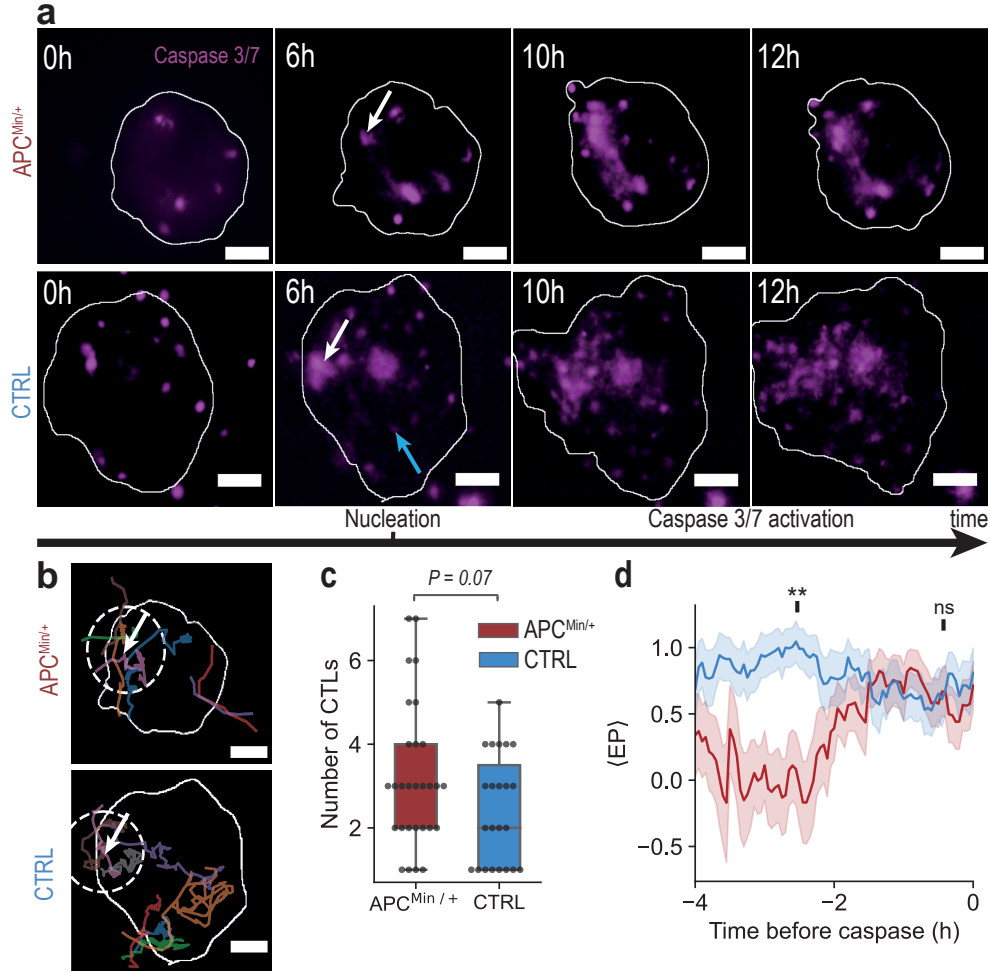 a
0h
Caspase 3/7
6h
10h
12h
APC^Min/+
0h
6h
10h
12h
CTRL
Nucleation
Caspase 3/7 activation
time
b
APC^Min/+
CTRL
c
P = 0.07
APC^Min/+
CTRL
Number of CTLs
6
4
2
APC^Min / +
CTRL
d
**
ns
⟨EP⟩
1.0
0.5
0.0
−0.5
−4
−2
0
Time before caspase (h)